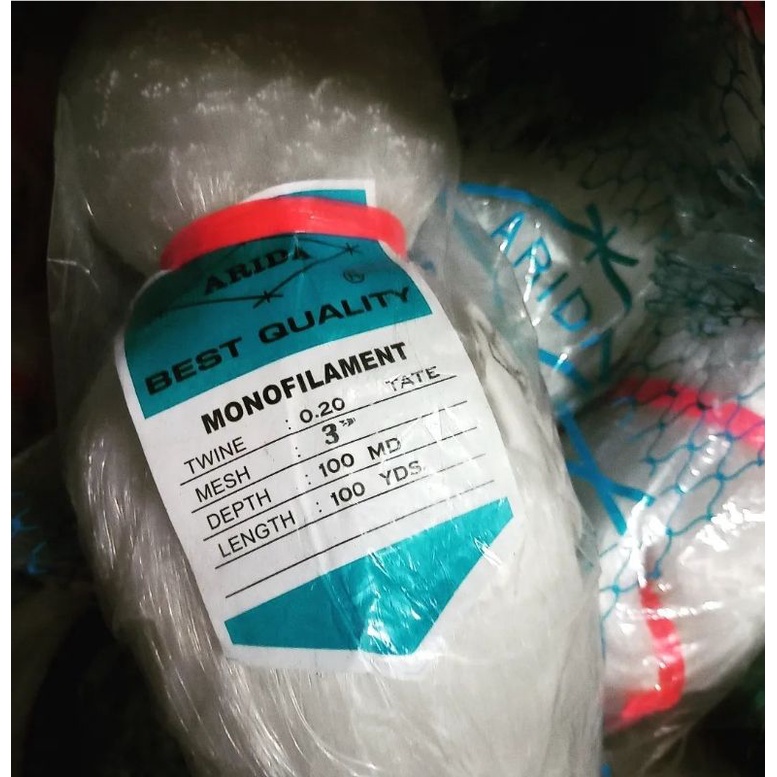 ARIDA
®
BEST QUALITY
MONOFILAMENT
TWINE : 0.20 TATE
MESH : 3"
DEPTH : 100 MD
LENGTH : 100 YDS
ARIDA